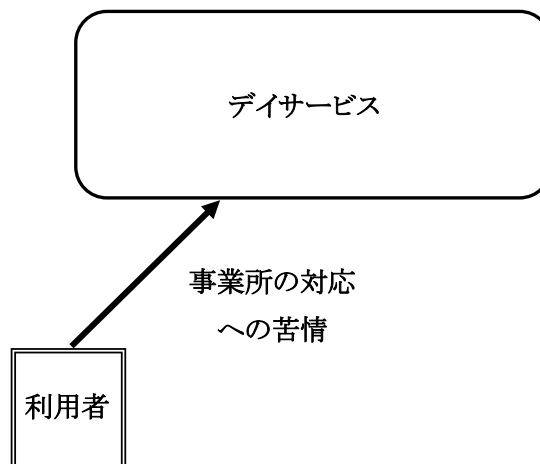 デイサービス
事業所の対応
への苦情
利用者